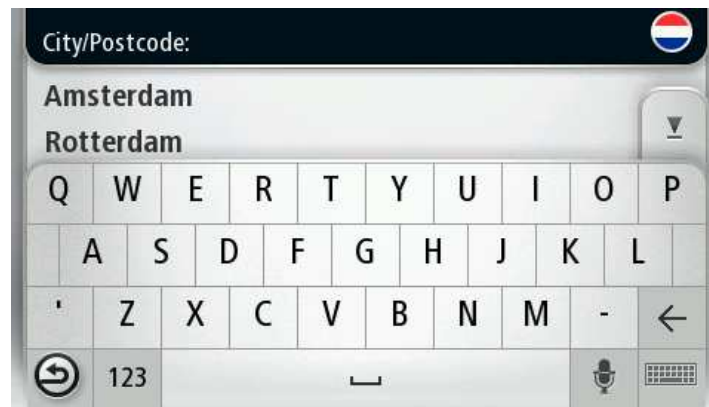 City/Postcode:
Amsterdam
Rotterdam
Q W E R T Y U I O P
A S D F G H J K L
' Z X C V B N M -
123